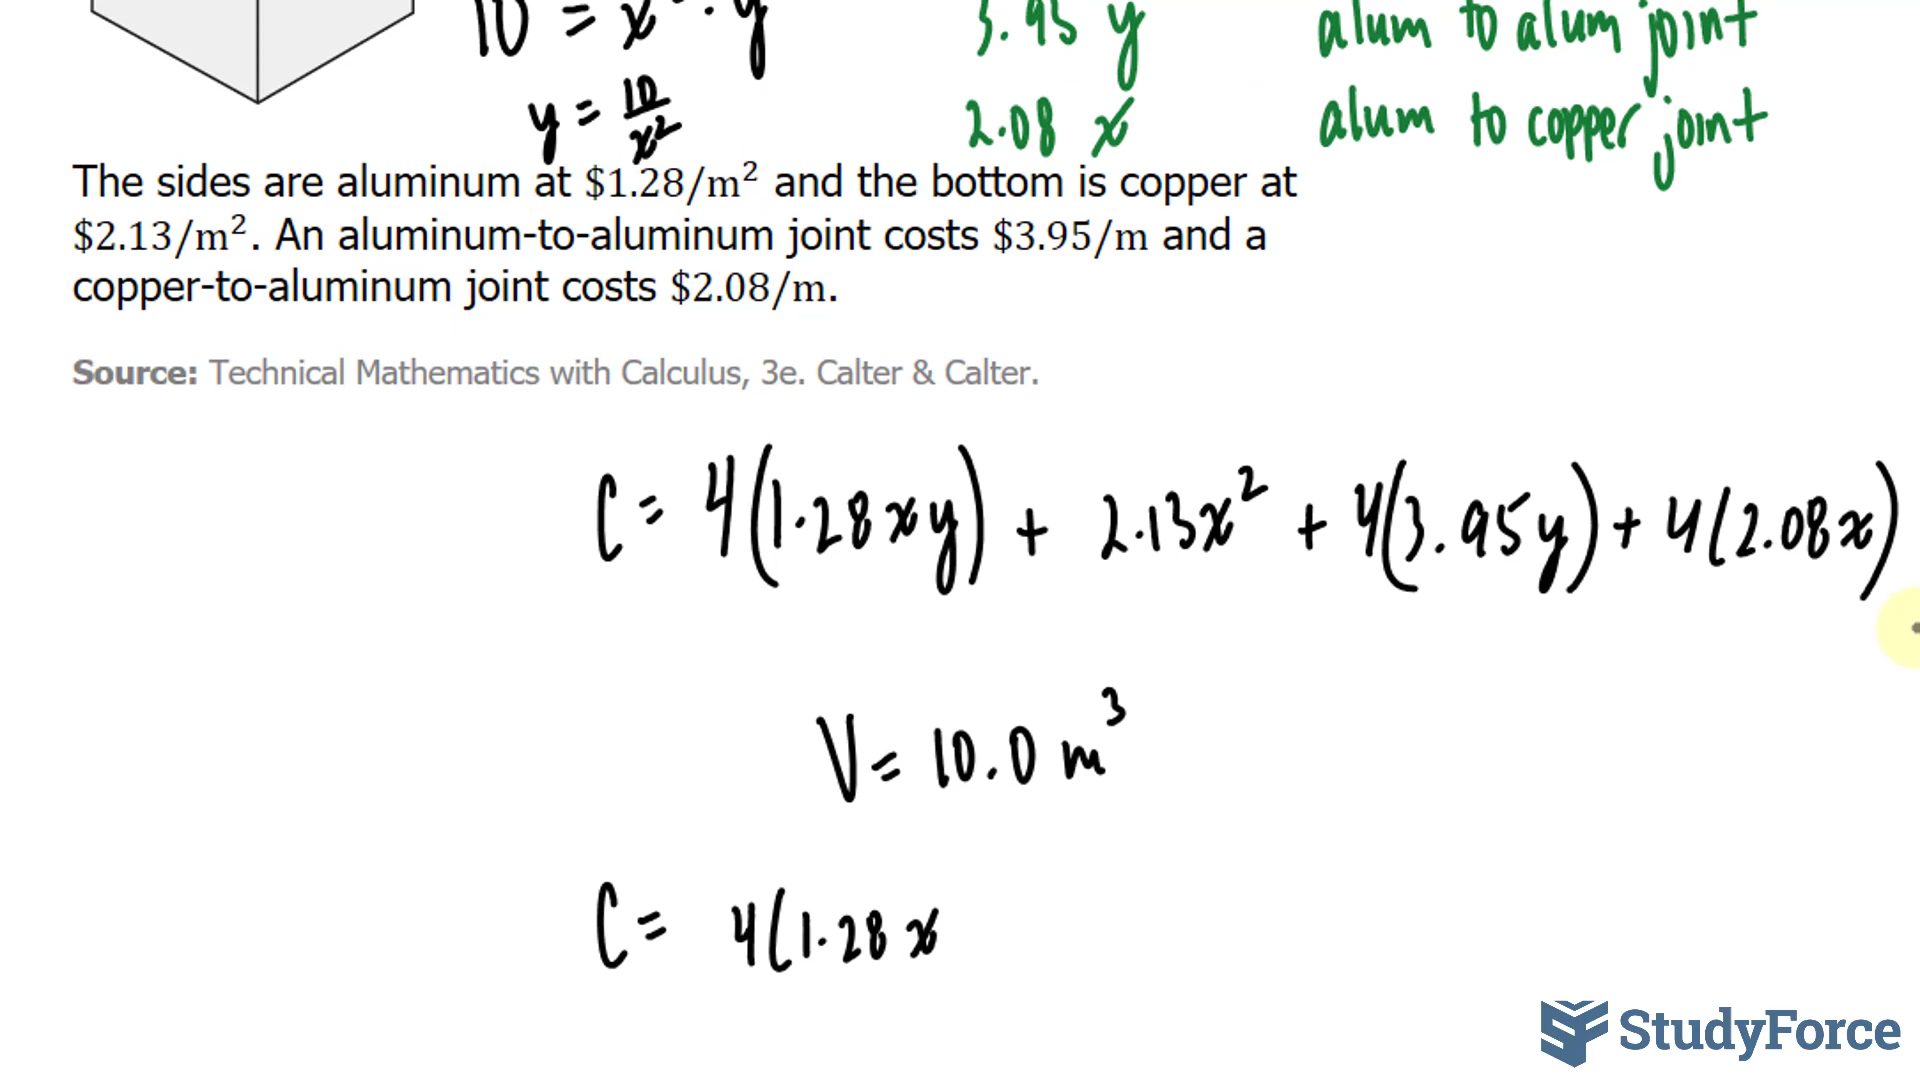 10 = x² · y
3.95 y
alum to alum joint
y = 10/x²
2.08 x
alum to copper joint
The sides are aluminum at $1.28/m² and the bottom is copper at
$2.13/m². An aluminum-to-aluminum joint costs $3.95/m and a
copper-to-aluminum joint costs $2.08/m.
Source: Technical Mathematics with Calculus, 3e. Calter & Calter.
C = 4(1.28xy) + 2.13x² + 4(3.95y) + 4(2.08x)
V = 10.0 m³
C = 4(1.28 x
StudyForce